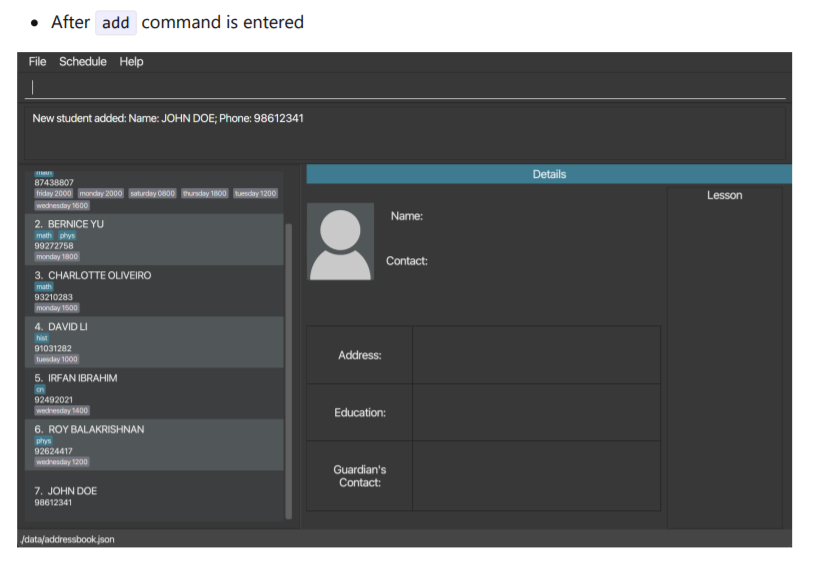 After add command is entered
File Schedule Help
New student added: Name: JOHN DOE; Phone: 98612341
math
87438807
friday 2000 monday 2000 saturday 0800 thursday 1800 tuesday 1200
wednesday 1600
2. BERNICE YU
math phys
99272758
monday 1800
3. CHARLOTTE OLIVEIRO
math
93210283
monday 1500
4. DAVID LI
hist
91031282
tuesday 1000
5. IRFAN IBRAHIM
cn
92492021
wednesday 1400
6. ROY BALAKRISHNAN
phys
92624417
wednesday 1200
7. JOHN DOE
98612341
Details
Name:
Contact:
Address:
Education:
Guardian's
Contact:
Lesson
./data/addressbook.json